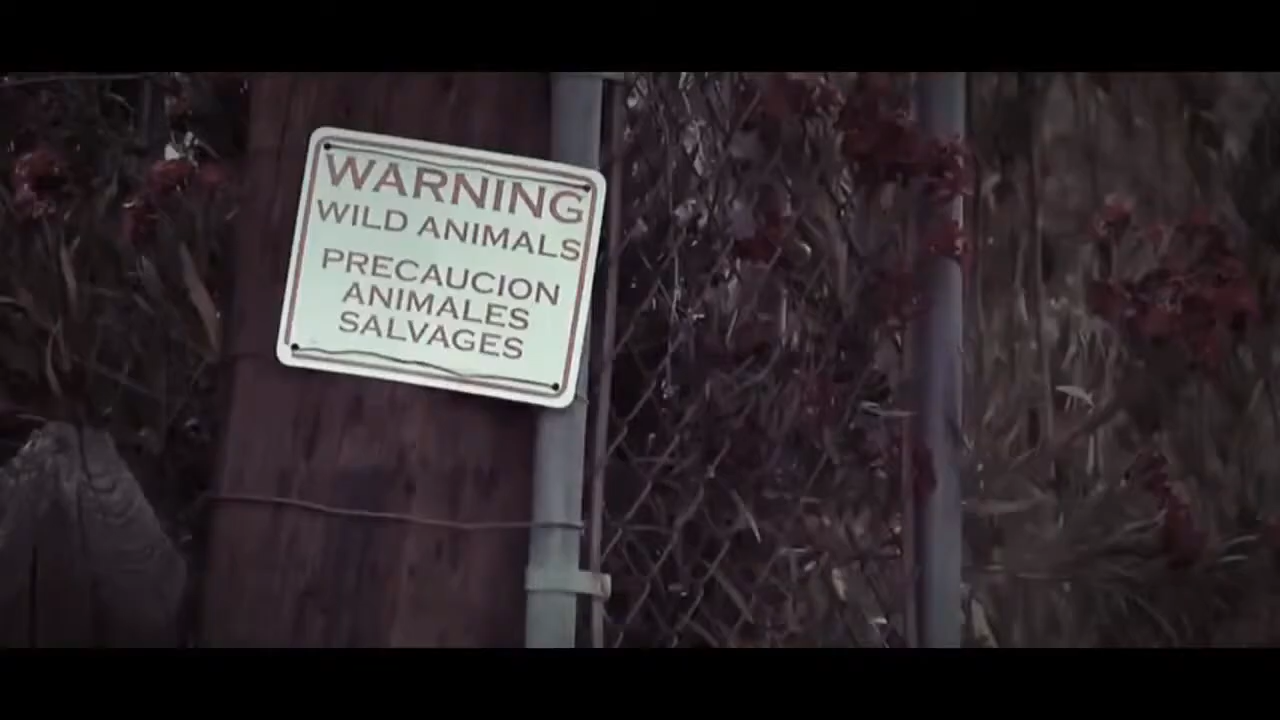 WARNING
WILD ANIMALS
PRECAUCION
ANIMALES
SALVAGES